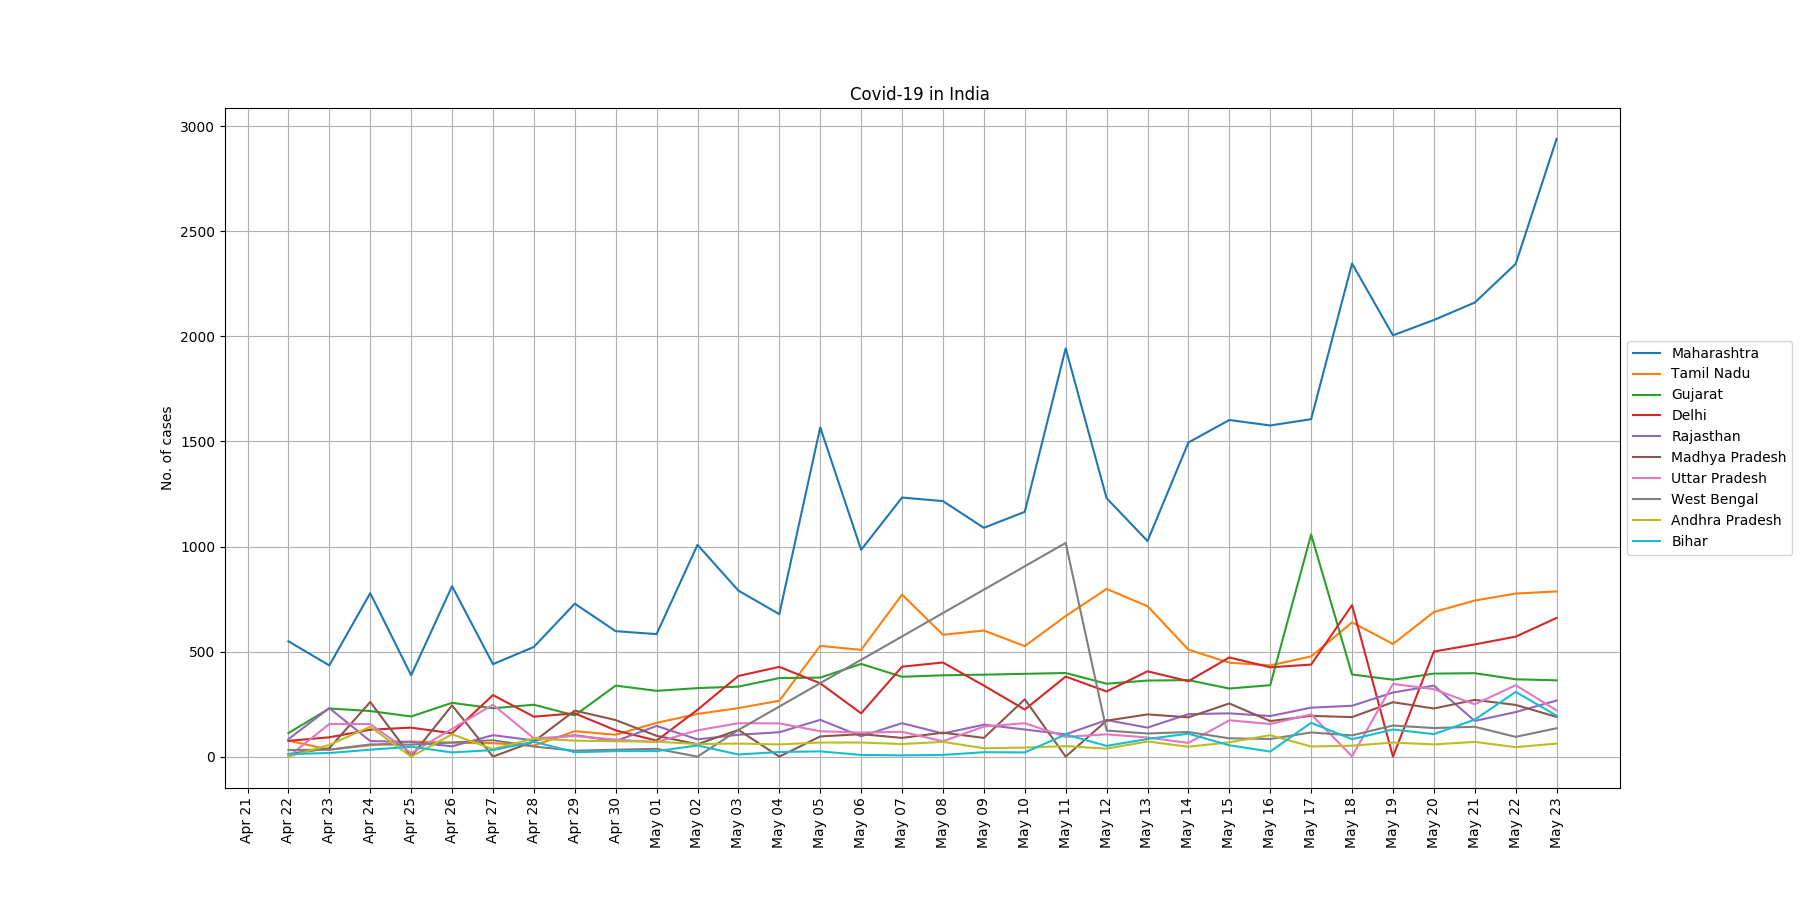 Covid-19 in India
No. of cases
3000
2500
2000
1500
1000
500
0
Apr 21
Apr 22
Apr 23
Apr 24
Apr 25
Apr 26
Apr 27
Apr 28
Apr 29
Apr 30
May 01
May 02
May 03
May 04
May 05
May 06
May 07
May 08
May 09
May 10
May 11
May 12
May 13
May 14
May 15
May 16
May 17
May 18
May 19
May 20
May 21
May 22
May 23
Maharashtra
Tamil Nadu
Gujarat
Delhi
Rajasthan
Madhya Pradesh
Uttar Pradesh
West Bengal
Andhra Pradesh
Bihar